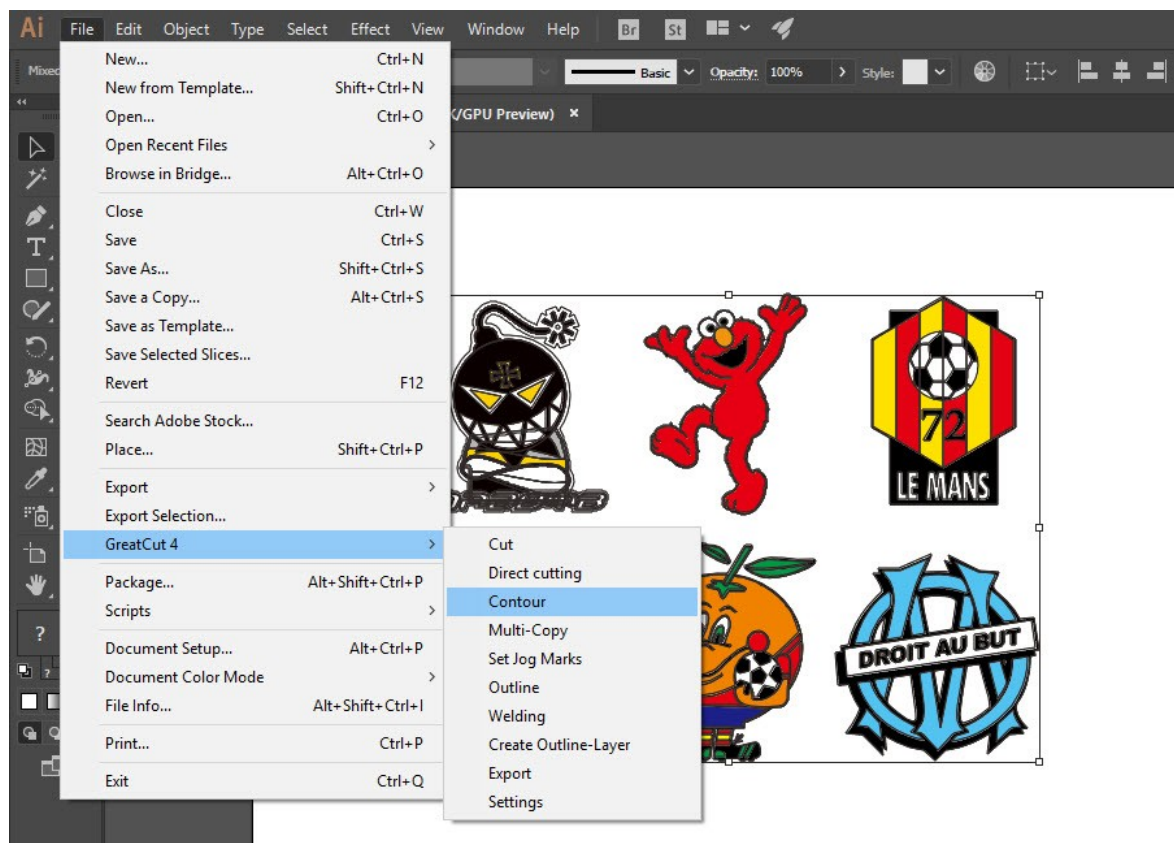 Ai File Edit Object Type Select Effect View Window Help Br St
Basic Opacity: 100% Style:
/GPU Preview) ×
New... Ctrl+N
New from Template... Shift+Ctrl+N
Open... Ctrl+O
Open Recent Files
Browse in Bridge... Alt+Ctrl+O
Close Ctrl+W
Save Ctrl+S
Save As... Shift+Ctrl+S
Save a Copy... Alt+Ctrl+S
Save as Template...
Save Selected Slices...
Revert F12
Search Adobe Stock...
Place... Shift+Ctrl+P
Export
Export Selection...
GreatCut 4
Package... Alt+Shift+Ctrl+P
Scripts
Document Setup... Alt+Ctrl+P
Document Color Mode
File Info... Alt+Shift+Ctrl+I
Print... Ctrl+P
Exit Ctrl+Q
Cut
Direct cutting
Contour
Multi-Copy
Set Jog Marks
Outline
Welding
Create Outline-Layer
Export
Settings
72
LE MANS
DROIT AU BUT